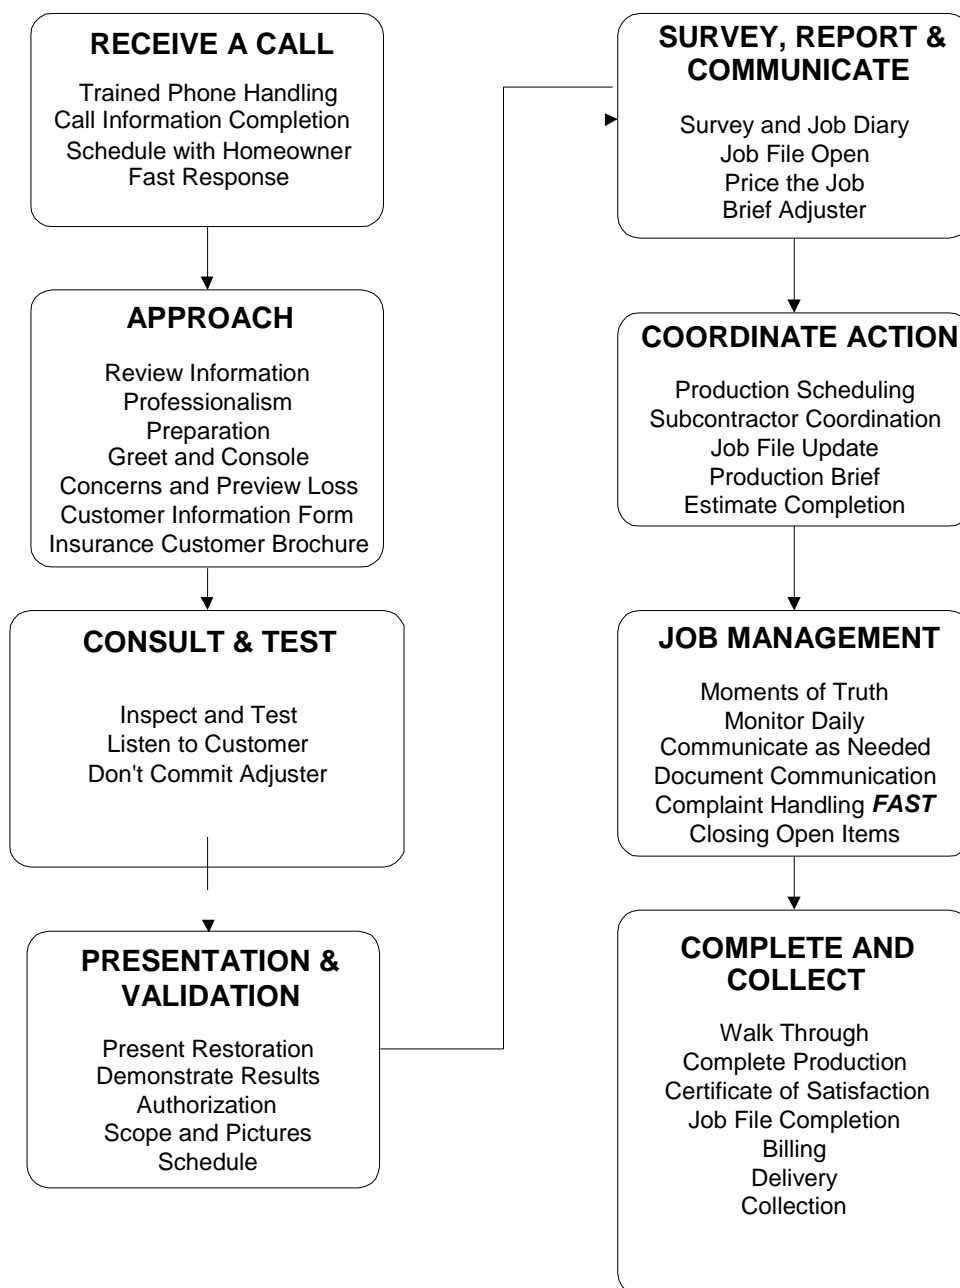 RECEIVE A CALL
Trained Phone Handling
Call Information Completion
Schedule with Homeowner
Fast Response
APPROACH
Review Information
Professionalism
Preparation
Greet and Console
Concerns and Preview Loss
Customer Information Form
Insurance Customer Brochure
CONSULT & TEST
Inspect and Test
Listen to Customer
Don't Commit Adjuster
PRESENTATION &
VALIDATION
Present Restoration
Demonstrate Results
Authorization
Scope and Pictures
Schedule
SURVEY, REPORT &
COMMUNICATE
Survey and Job Diary
Job File Open
Price the Job
Brief Adjuster
COORDINATE ACTION
Production Scheduling
Subcontractor Coordination
Job File Update
Production Brief
Estimate Completion
JOB MANAGEMENT
Moments of Truth
Monitor Daily
Communicate as Needed
Document Communication
Complaint Handling FAST
Closing Open Items
COMPLETE AND
COLLECT
Walk Through
Complete Production
Certificate of Satisfaction
Job File Completion
Billing
Delivery
Collection